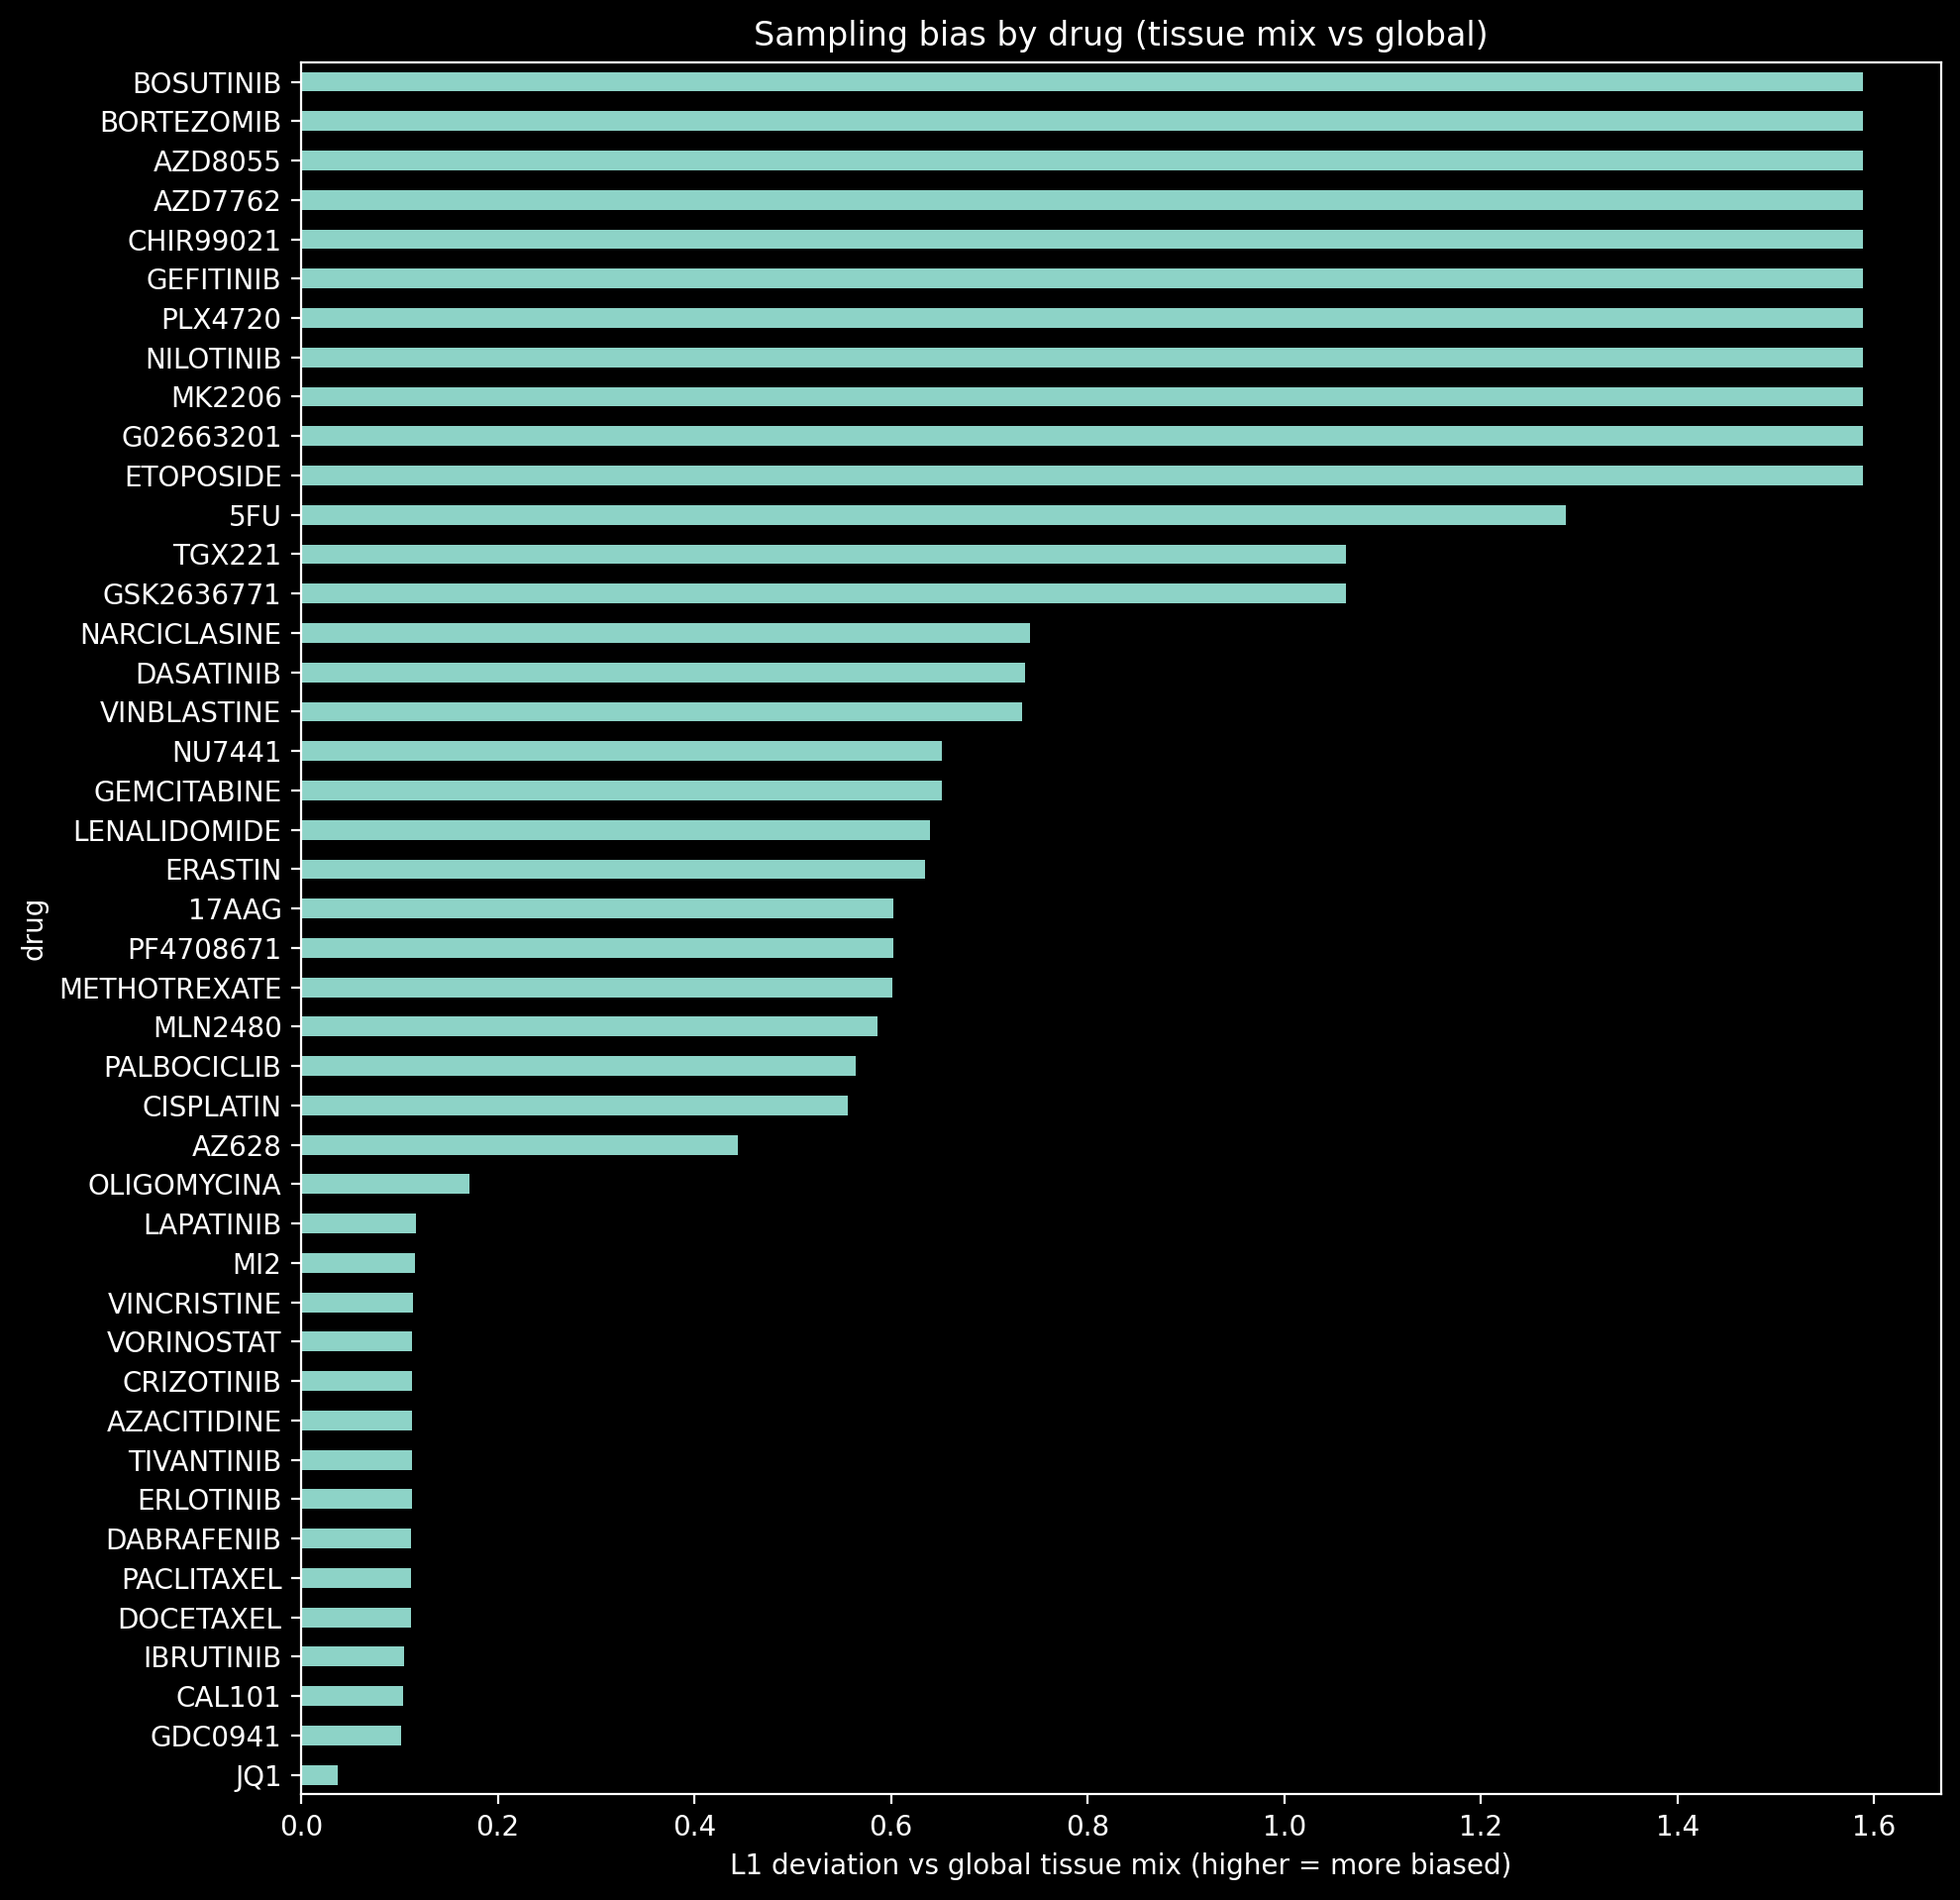 Sampling bias by drug (tissue mix vs global)
BOSUTINIB
BORTEZOMIB
AZD8055
AZD7762
CHIR99021
GEFITINIB
PLX4720
NILOTINIB
MK2206
G02663201
ETOPOSIDE
5FU
TGX221
GSK2636771
NARCICLASINE
DASATINIB
VINBLASTINE
NU7441
GEMCITABINE
LENALIDOMIDE
ERASTIN
17AAG
PF4708671
METHOTREXATE
MLN2480
PALBOCICLIB
CISPLATIN
AZ628
OLIGOMYCINA
LAPATINIB
MI2
VINCRISTINE
VORINOSTAT
CRIZOTINIB
AZACITIDINE
TIVANTINIB
ERLOTINIB
DABRAFENIB
PACLITAXEL
DOCETAXEL
IBRUTINIB
CAL101
GDC0941
JQ1
drug
0.0 0.2 0.4 0.6 0.8 1.0 1.2 1.4 1.6
L1 deviation vs global tissue mix (higher = more biased)